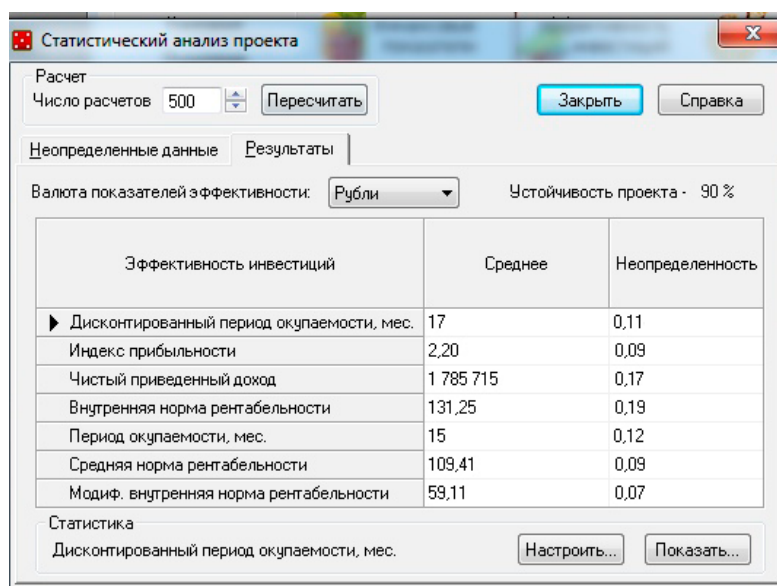 Статистический анализ проекта
Расчет
Число расчетов 500 Пересчитать Закрыть Справка
Неопределенные данные Результаты
Валюта показателей эффективности: Рубли Устойчивость проекта - 90 %
Эффективность инвестиций Среднее Неопределенность
Дисконтированный период окупаемости, мес. 17 0,11
Индекс прибыльности 2,20 0,09
Чистый приведенный доход 1 785 715 0,17
Внутренняя норма рентабельности 131,25 0,19
Период окупаемости, мес. 15 0,12
Средняя норма рентабельности 109,41 0,09
Модиф. внутренняя норма рентабельности 59,11 0,07
Статистика
Дисконтированный период окупаемости, мес. Настроить... Показать...